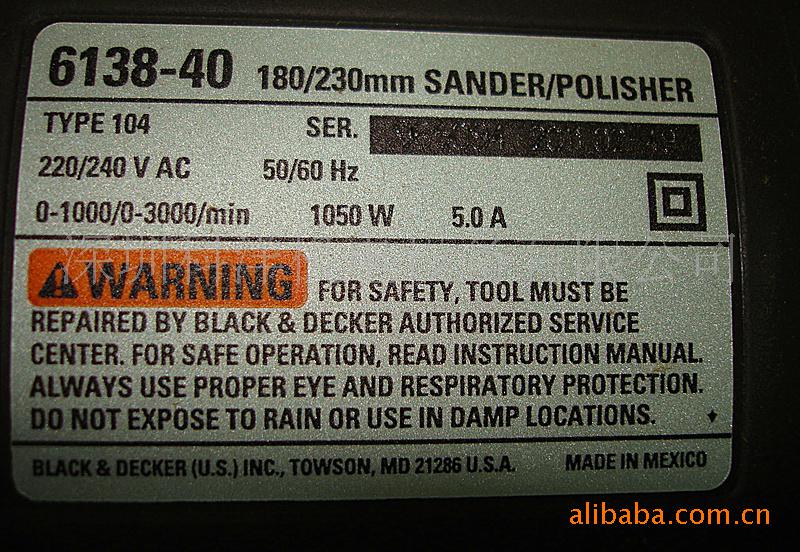 6138-40 180/230mm SANDER/POLISHER
TYPE 104 SER.
220/240 V AC 50/60 Hz
0-1000/0-3000/min 1050 W 5.0 A
WARNING FOR SAFETY, TOOL MUST BE
REPAIRED BY BLACK & DECKER AUTHORIZED SERVICE
CENTER. FOR SAFE OPERATION, READ INSTRUCTION MANUAL.
ALWAYS USE PROPER EYE AND RESPIRATORY PROTECTION.
DO NOT EXPOSE TO RAIN OR USE IN DAMP LOCATIONS.
BLACK & DECKER (U.S.) INC., TOWSON, MD 21286 U.S.A. MADE IN MEXICO
alibaba.com.cn